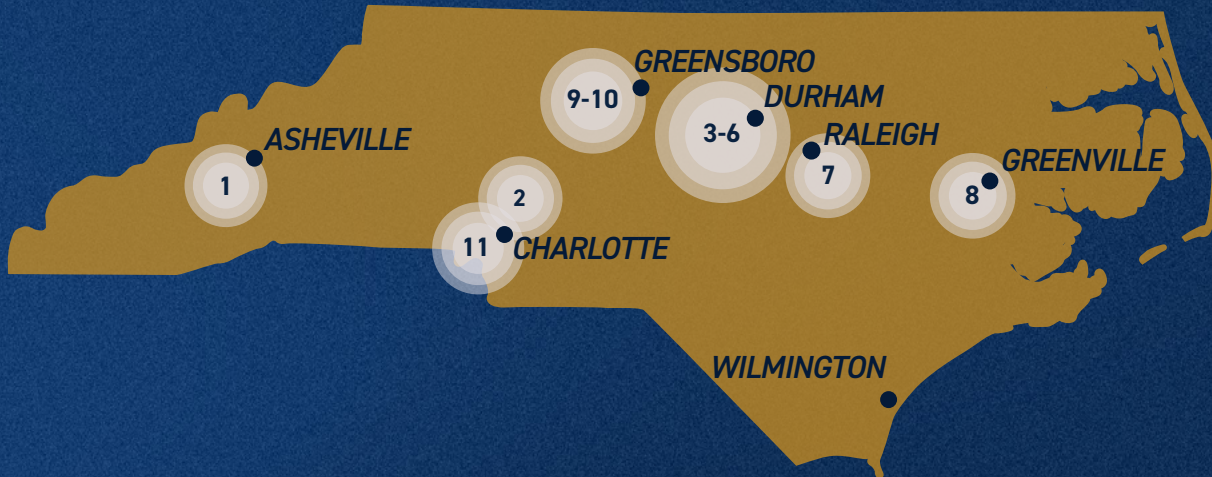 GREENSBORO
9-10
DURHAM
3-6
RALEIGH
ASHEVILLE
GREENVILLE
1
2
7
8
11
CHARLOTTE
WILMINGTON